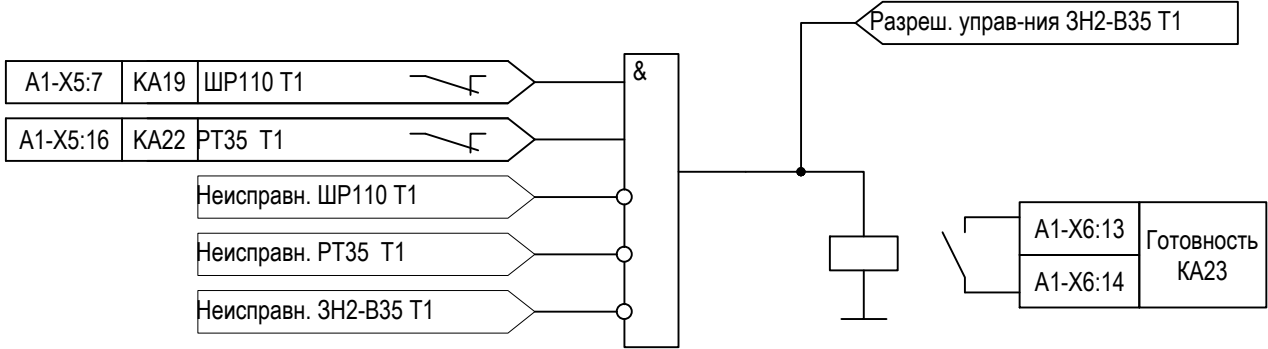 Разреш. управ-ния ЗН2-В35 Т1
&
А1-Х5:7 КА19 ШР110 Т1
А1-Х5:16 КА22 РТ35 Т1
Неисправн. ШР110 Т1
Неисправн. РТ35 Т1
Неисправн. ЗН2-В35 Т1
А1-Х6:13
А1-Х6:14
Готовность
КА23